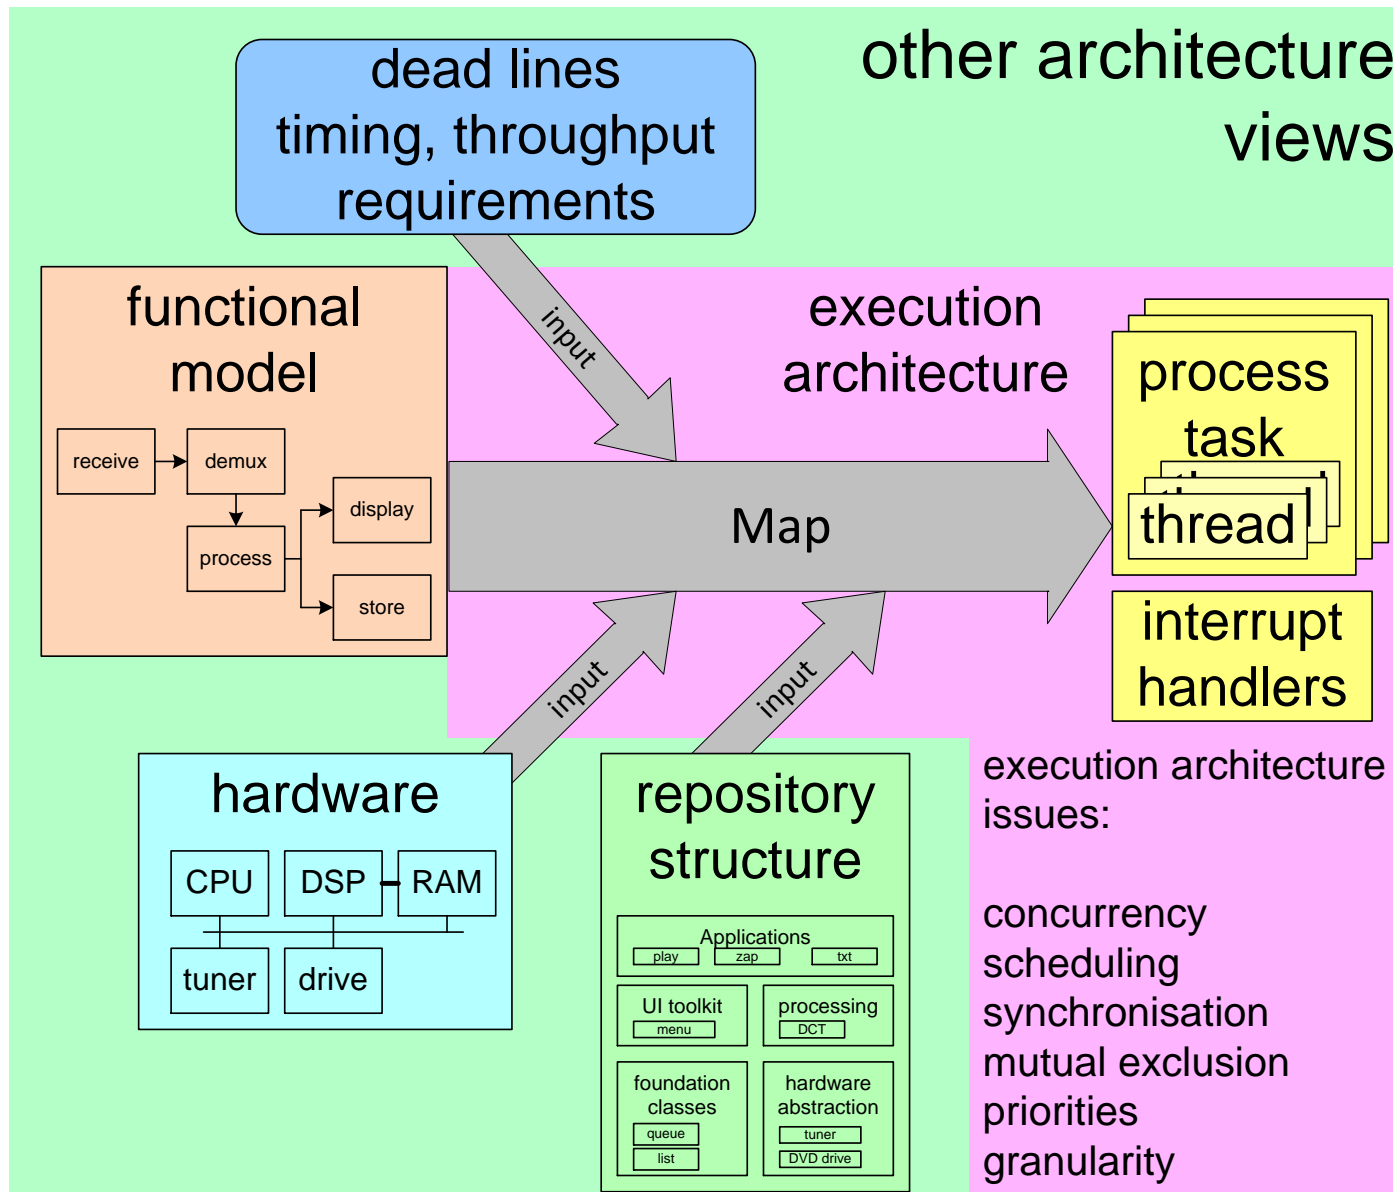 other architecture
views
dead lines
timing, throughput
requirements
functional
model
receive
demux
process
display
store
input
execution
architecture
Map
process
task
thread
interrupt
handlers
input
input
hardware
CPU
DSP
RAM
tuner
drive
repository
structure
Applications
play
zap
txt
UI toolkit
menu
processing
DCT
foundation
classes
queue
list
hardware
abstraction
tuner
DVD drive
execution architecture
issues:
concurrency
scheduling
synchronisation
mutual exclusion
priorities
granularity